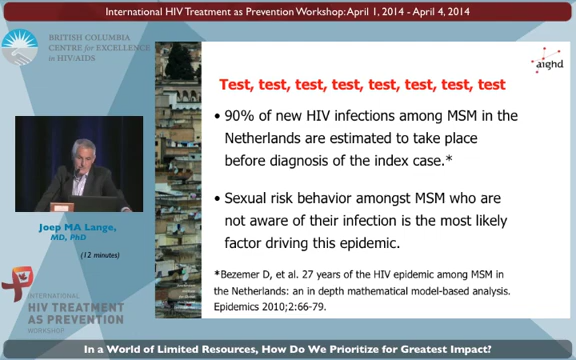 International HIV Treatment as Prevention Workshop: April 1, 2014 - April 4, 2014
BRITISH COLUMBIA
CENTRE for EXCELLENCE
in HIV/AIDS
aighd
Test, test, test, test, test, test, test, test
• 90% of new HIV infections among MSM in the
Netherlands are estimated to take place
before diagnosis of the index case.*
• Sexual risk behavior amongst MSM who are
not aware of their infection is the most likely
factor driving this epidemic.
*Bezemer D, et al. 27 years of the HIV epidemic among MSM in
the Netherlands: an in depth mathematical model-based analysis.
Epidemics 2010;2:66-79.
Joep MA Lange,
MD, PhD
(12 minutes)
INTERNATIONAL
HIV TREATMENT
AS PREVENTION
WORKSHOP
In a World of Limited Resources, How Do We Prioritize for Greatest Impact?